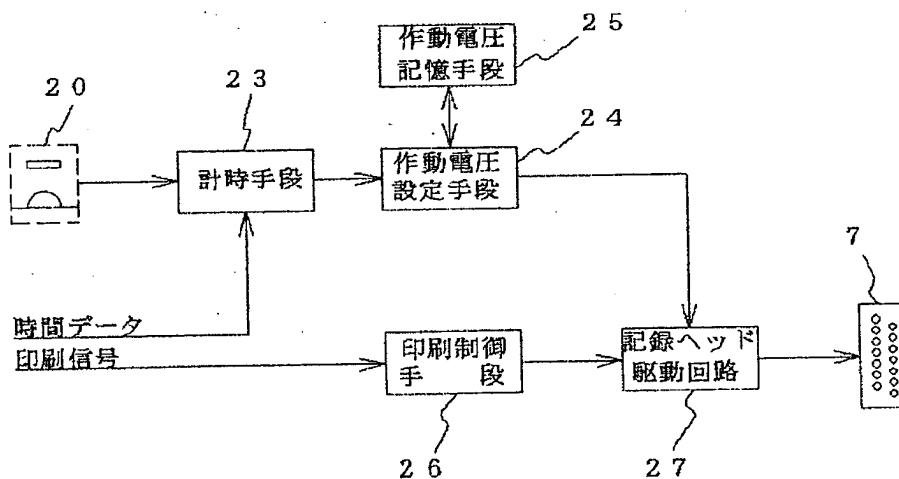 作動電圧
記憶手段
２５
２０
２３
２４
計時手段
作動電圧
設定手段
７
時間データ
印刷信号
印刷制御
手　段
記録ヘッド
駆動回路
２６
２７